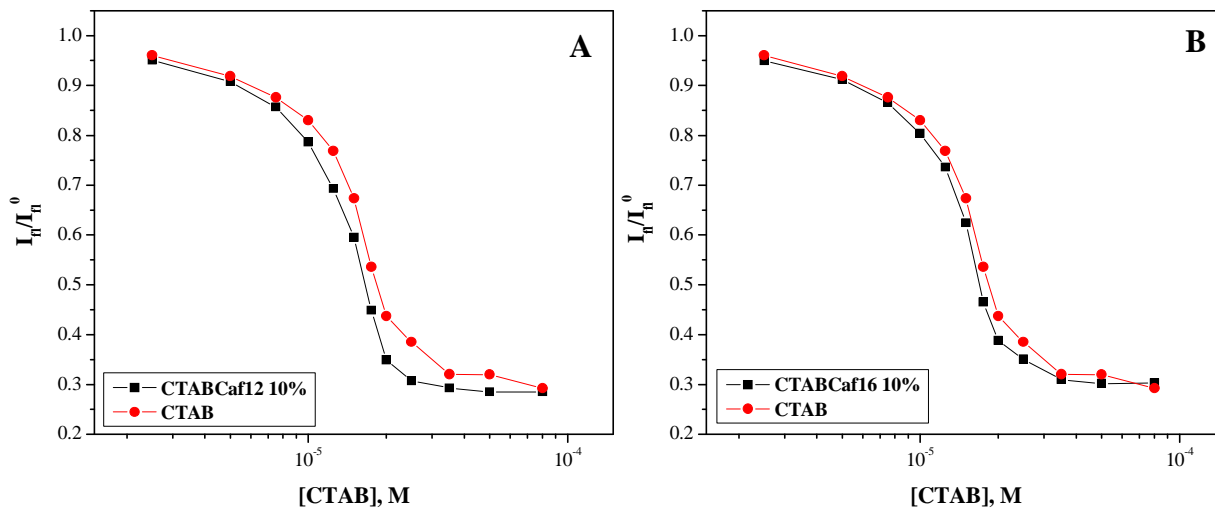 A
1.0
0.9
0.8
0.7
0.6
0.5
0.4
0.3
0.2
I_fl/I_fl^0
CTABCaf12 10%
CTAB
10^-5
10^-4
[CTAB], M
B
1.0
0.9
0.8
0.7
0.6
0.5
0.4
0.3
0.2
I_fl/I_fl^0
CTABCaf16 10%
CTAB
10^-5
10^-4
[CTAB], M